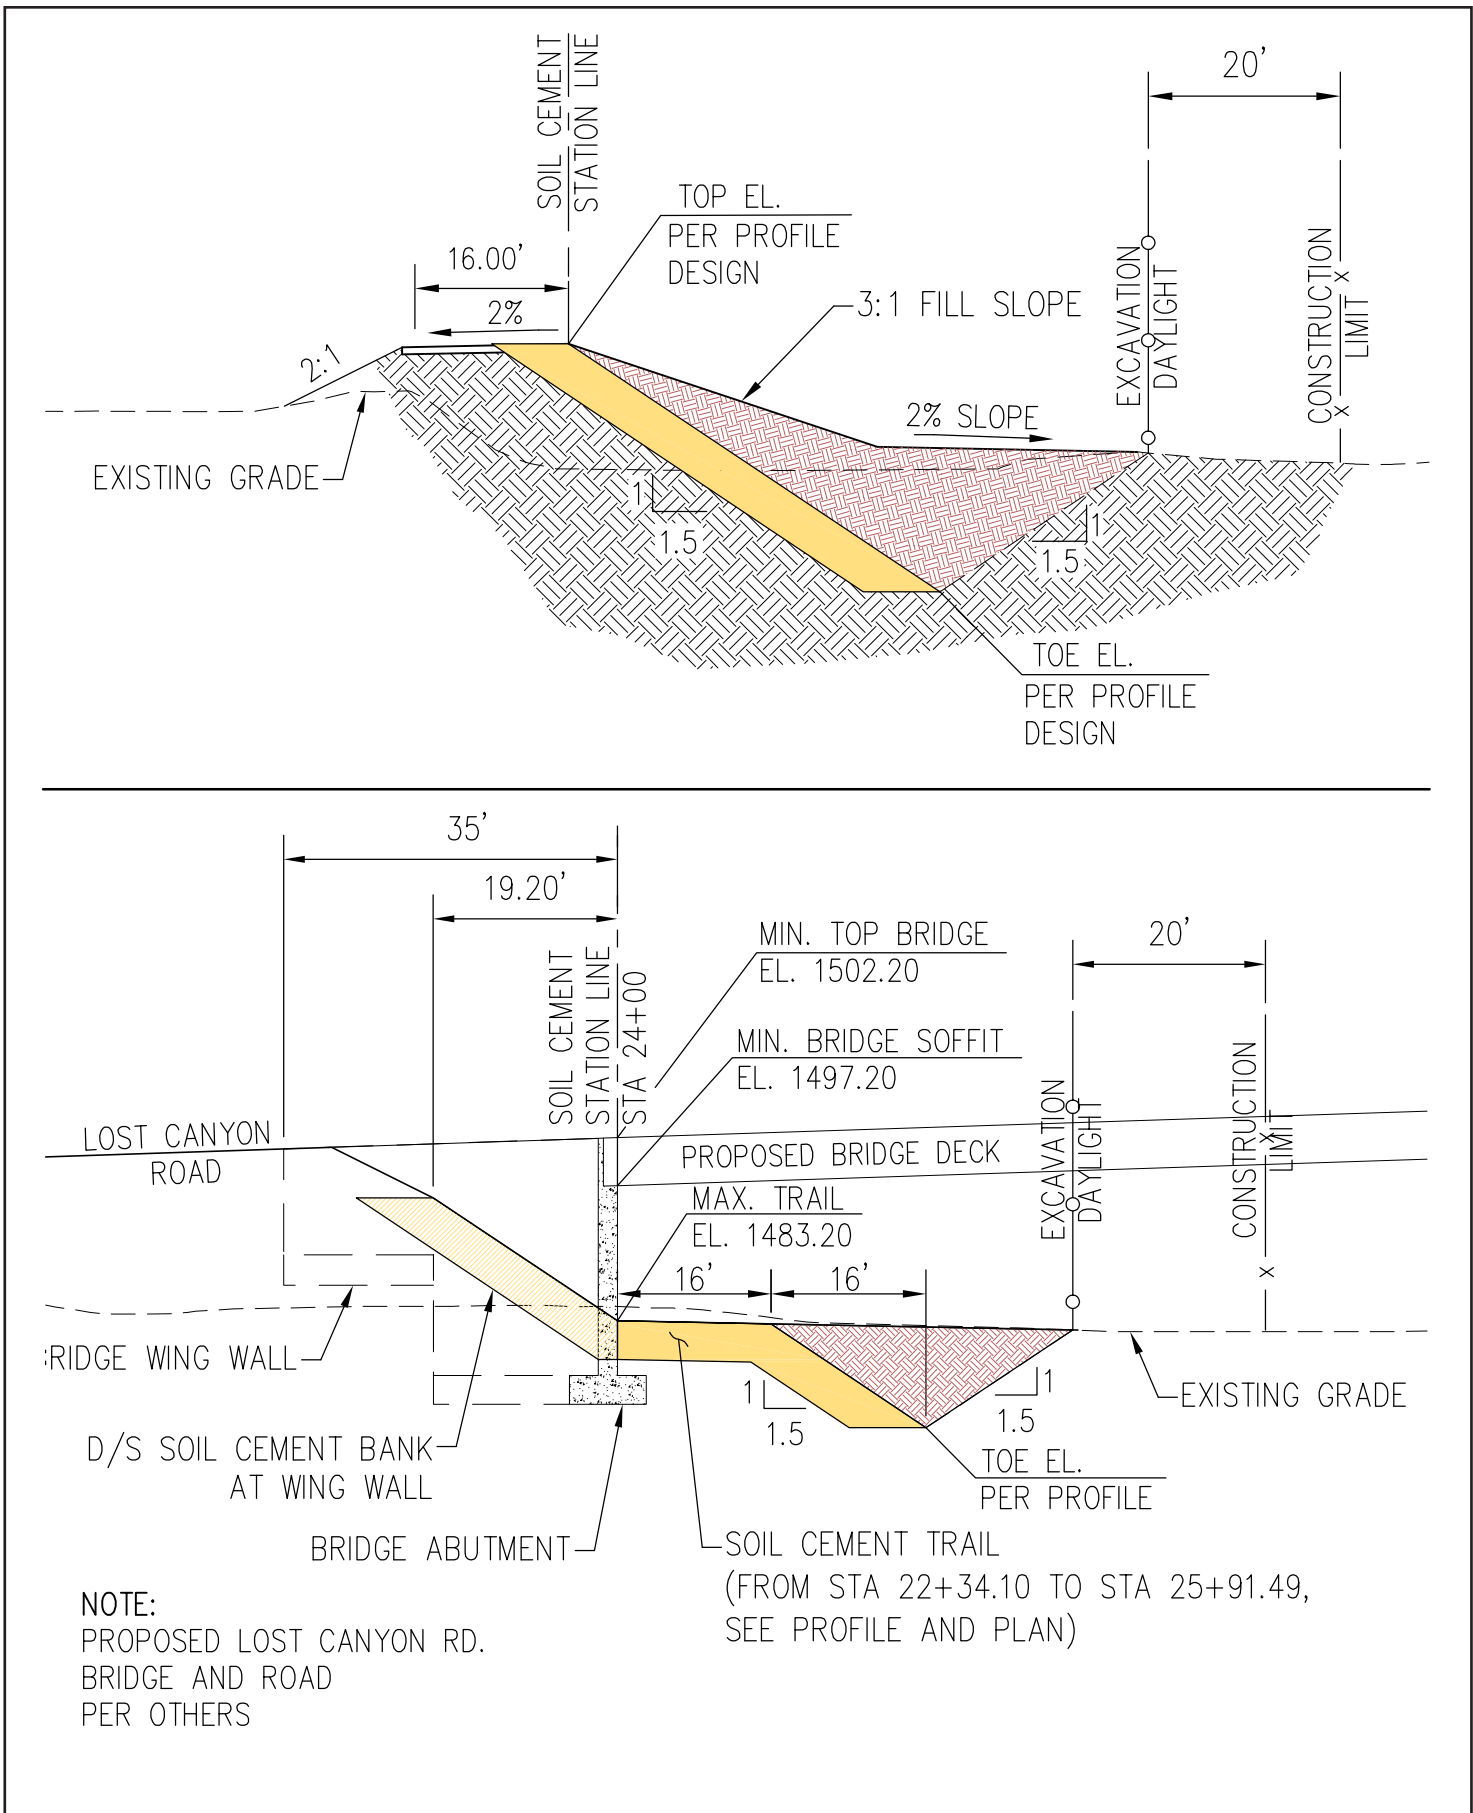 SOIL CEMENT
STATION LINE
20'
TOP EL.
PER PROFILE
DESIGN
16.00'
2%
3:1 FILL SLOPE
EXCAVATION
DAYLIGHT
CONSTRUCTION
LIMIT
x
x
2:1
2% SLOPE
EXISTING GRADE
1
1.5
1
1.5
TOE EL.
PER PROFILE
DESIGN
35'
19.20'
SOIL CEMENT
STATION LINE
STA 24+00
MIN. TOP BRIDGE
EL. 1502.20
20'
MIN. BRIDGE SOFFIT
EL. 1497.20
EXCAVATION
DAYLIGHT
CONSTRUCTION
LIMIT
x
x
LOST CANYON
ROAD
PROPOSED BRIDGE DECK
MAX. TRAIL
EL. 1483.20
16'
16'
RIDGE WING WALL
1
1.5
1
1.5
EXISTING GRADE
D/S SOIL CEMENT BANK
AT WING WALL
TOE EL.
PER PROFILE
BRIDGE ABUTMENT
SOIL CEMENT TRAIL
(FROM STA 22+34.10 TO STA 25+91.49,
SEE PROFILE AND PLAN)
NOTE:
PROPOSED LOST CANYON RD.
BRIDGE AND ROAD
PER OTHERS